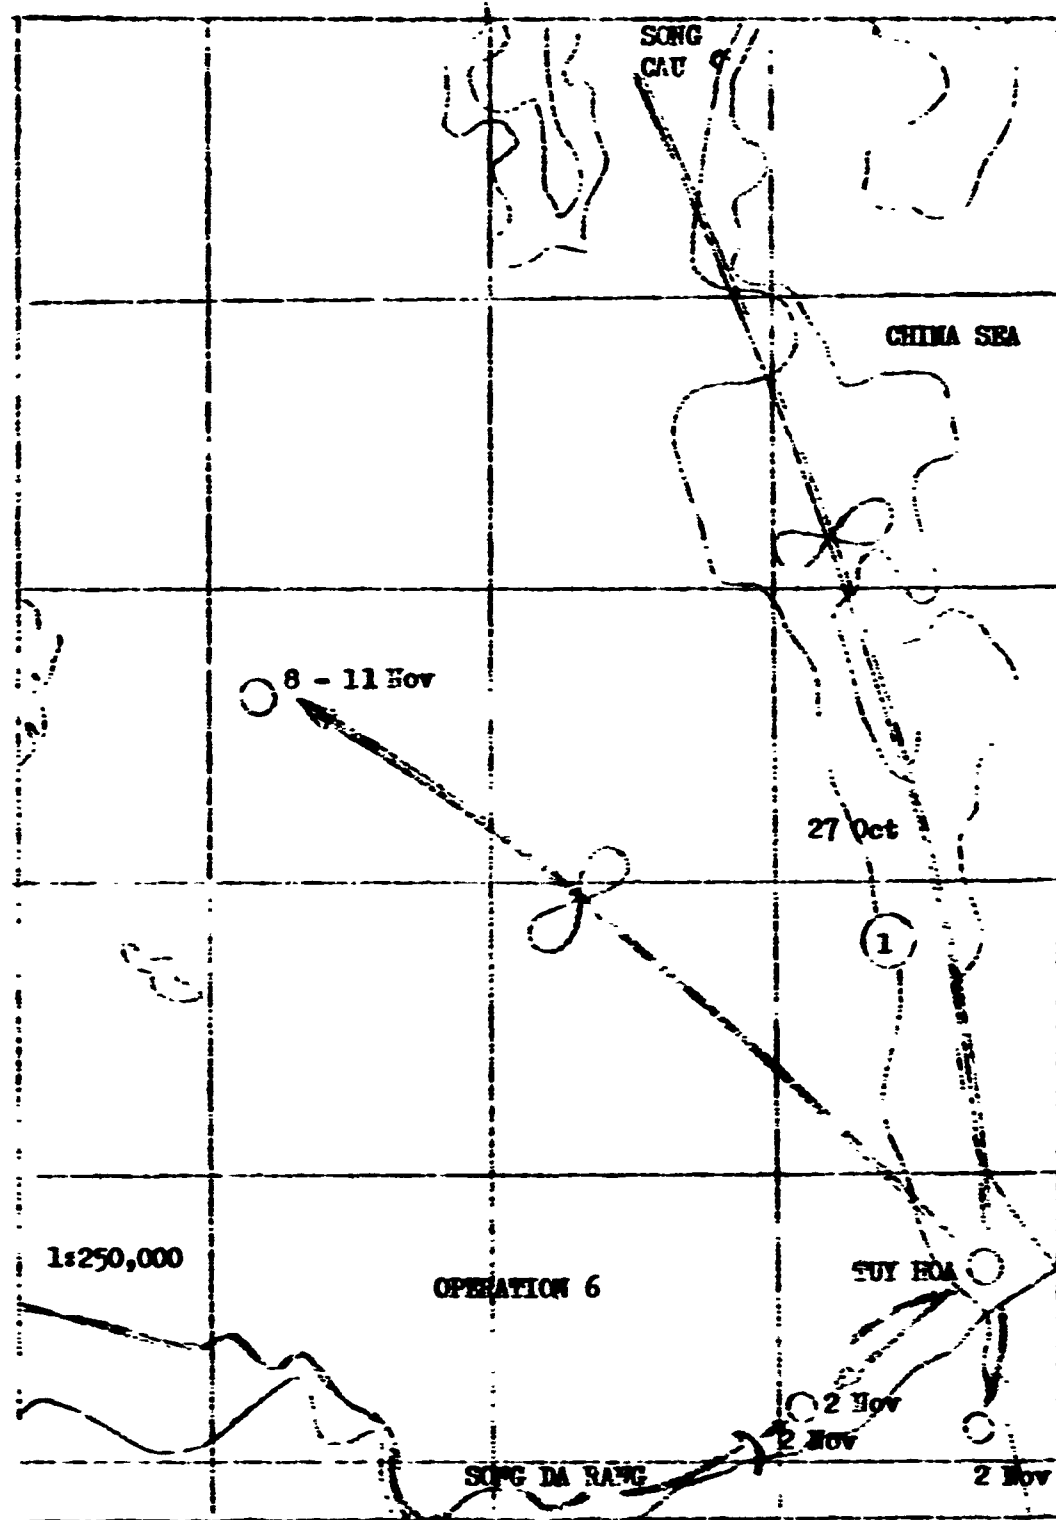 SONG
CAU
CHINA SEA
8 - 11 Nov
27 Oct
1
1:250,000
OPERATION 6
TUY HOA
2 Nov
2 Nov
SONG DA RANG
2 Nov